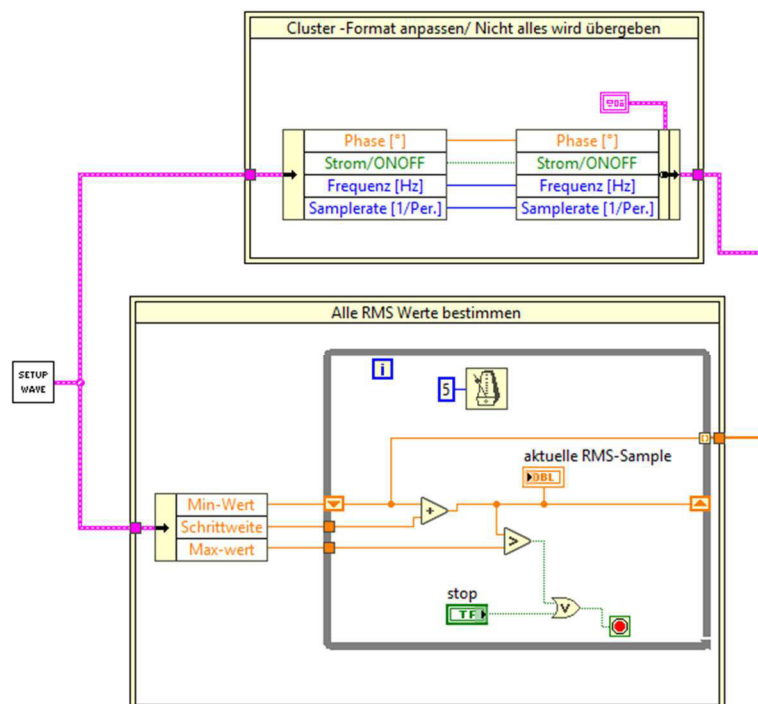 Cluster -Format anpassen/ Nicht alles wird übergeben
Phase [°]
Strom/ONOFF
Frequenz [Hz]
Samplerate [1/Per.]
Phase [°]
Strom/ONOFF
Frequenz [Hz]
Samplerate [1/Per.]
Alle RMS Werte bestimmen
SETUP
WAVE
i
5
aktuelle RMS-Sample
DBL
Min-Wert
Schrittweite
Max-wert
+
>
stop
TF
V